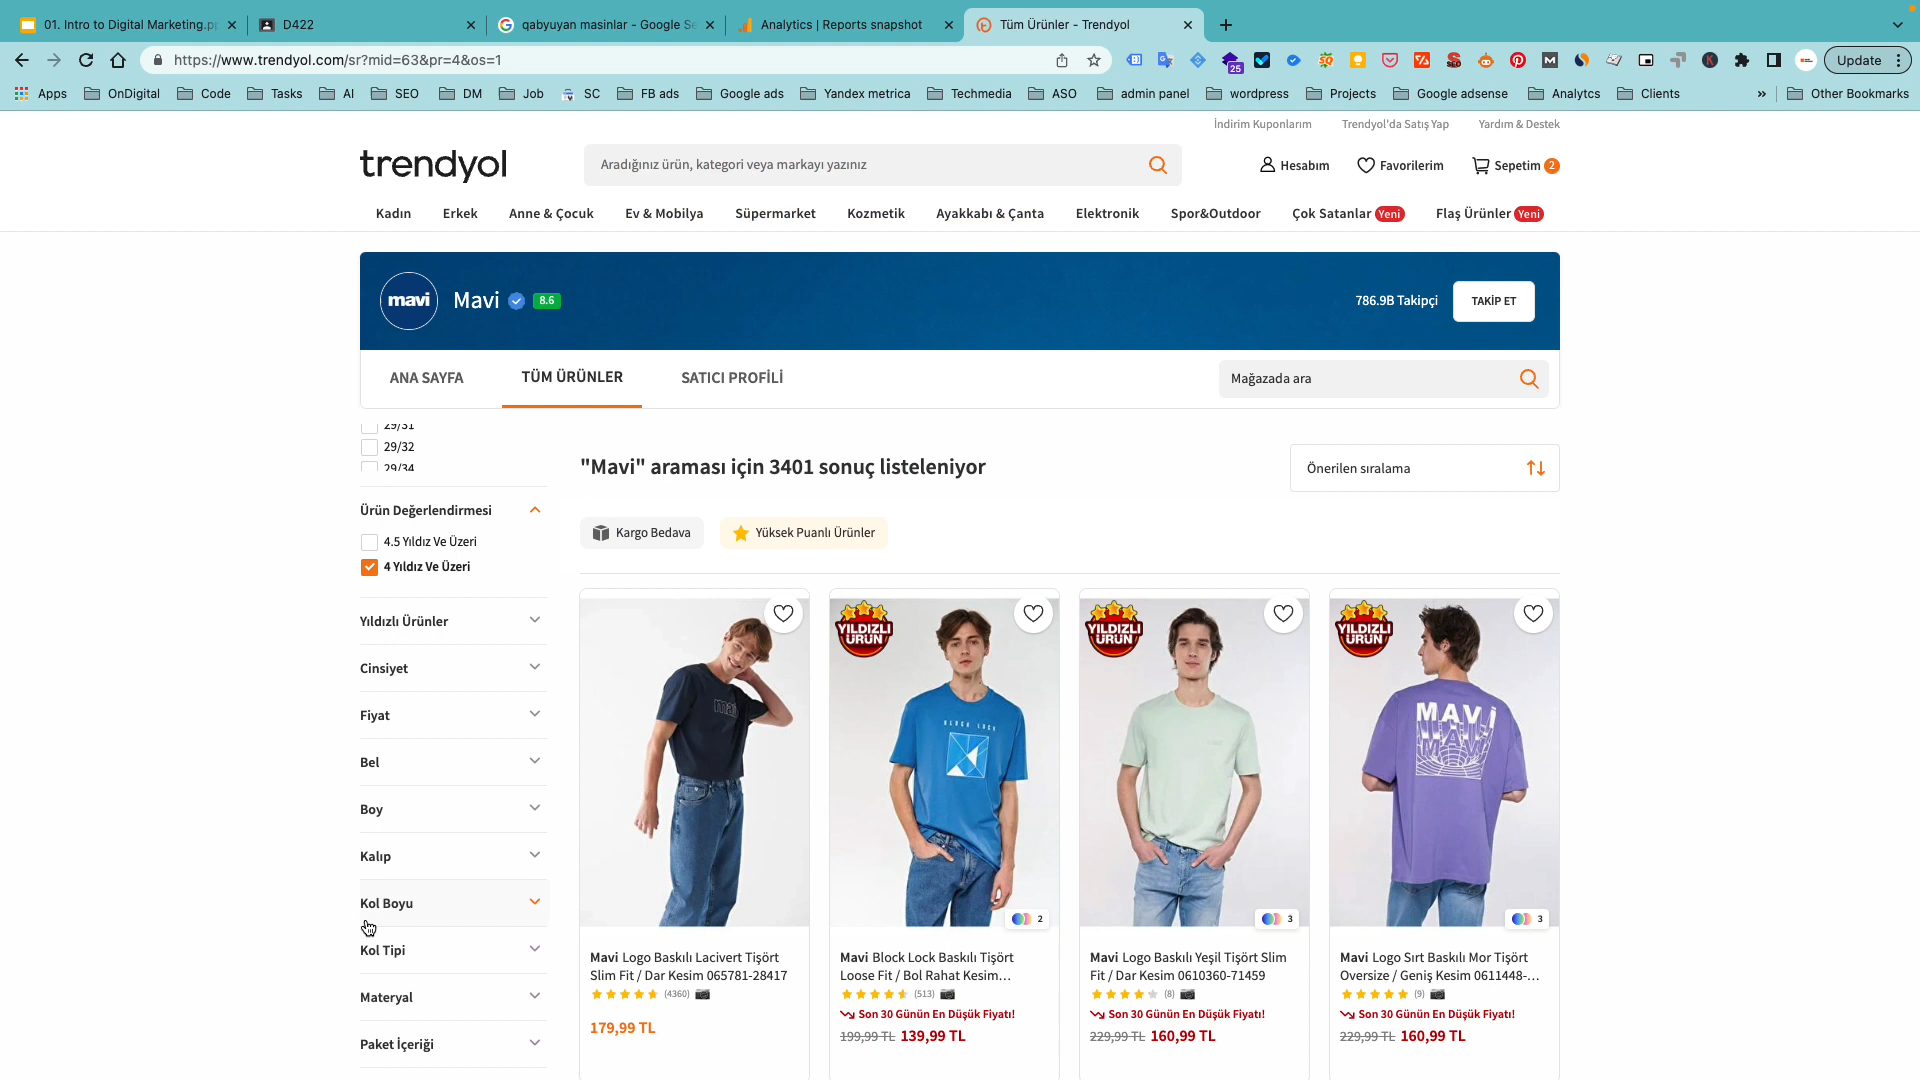 01. Intro to Digital Marketing.pp
D422
qabyuyan masinlar - Google Se
Analytics | Reports snapshot
Tüm Ürünler - Trendyol
https://www.trendyol.com/sr?mid=63&pr=4&os=1
25
SEO
Update
Apps
OnDigital
Code
Tasks
AI
SEO
DM
Job
SC
FB ads
Google ads
Yandex metrica
Techmedia
ASO
admin panel
wordpress
Projects
Google adsense
Analytcs
Clients
»
Other Bookmarks
İndirim Kuponlarım
Trendyol'da Satış Yap
Yardım & Destek
trendyol
Aradığınız ürün, kategori veya markayı yazınız
Hesabım
Favorilerim
Sepetim 2
Kadın
Erkek
Anne & Çocuk
Ev & Mobilya
Süpermarket
Kozmetik
Ayakkabı & Çanta
Elektronik
Spor&Outdoor
Çok Satanlar Yeni
Flaş Ürünler Yeni
mavi
Mavi 8.6
786.9B Takipçi
TAKİP ET
ANA SAYFA
TÜM ÜRÜNLER
SATICI PROFİLİ
Mağazada ara
29/31
29/32
29/34
Ürün Değerlendirmesi
4.5 Yıldız Ve Üzeri
4 Yıldız Ve Üzeri
Yıldızlı Ürünler
Cinsiyet
Fiyat
Bel
Boy
Kalıp
Kol Boyu
Kol Tipi
Materyal
Paket İçeriği
"Mavi" araması için 3401 sonuç listeleniyor
Önerilen sıralama
Kargo Bedava
Yüksek Puanlı Ürünler
mavi
Mavi Logo Baskılı Lacivert Tişört
Slim Fit / Dar Kesim 065781-28417
(4360)
179,99 TL
YILDIZLI
ÜRÜN
BLOCK LOCK
2
Mavi Block Lock Baskılı Tişört
Loose Fit / Bol Rahat Kesim...
(513)
Son 30 Günün En Düşük Fiyatı!
199,99 TL 139,99 TL
YILDIZLI
ÜRÜN
3
Mavi Logo Baskılı Yeşil Tişört Slim
Fit / Dar Kesim 0610360-71459
(8)
Son 30 Günün En Düşük Fiyatı!
229,99 TL 160,99 TL
YILDIZLI
ÜRÜN
MAVİ
MAVİ
3
Mavi Logo Sırt Baskılı Mor Tişört
Oversize / Geniş Kesim 0611448-...
(9)
Son 30 Günün En Düşük Fiyatı!
229,99 TL 160,99 TL